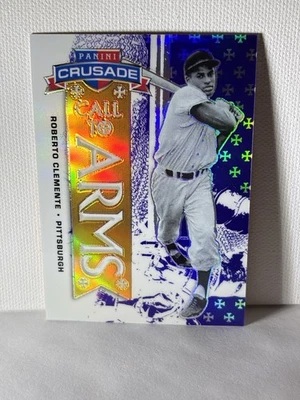 PANINI
CRUSADE
CALL
TO
ARMS
ROBERTO CLEMENTE • PITTSBURGH